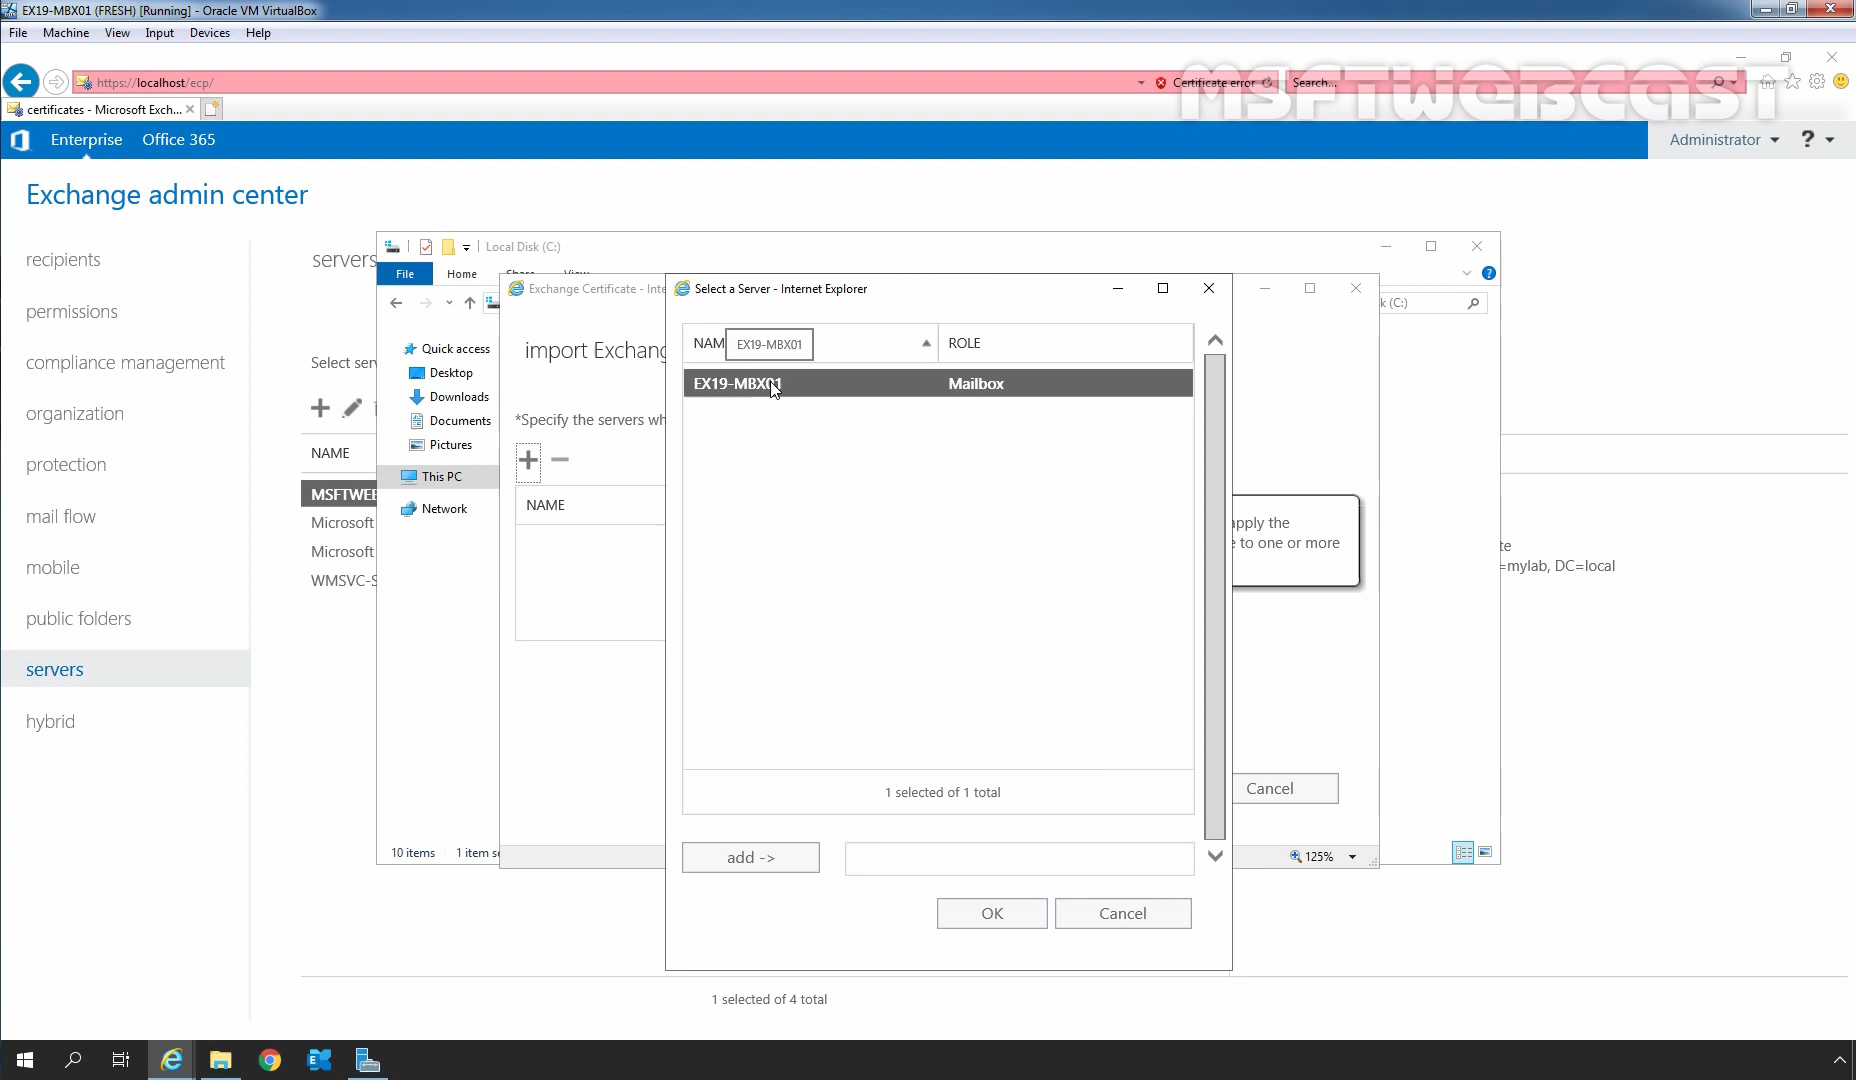 EX19-MBX01 (FRESH) [Running] - Oracle VM VirtualBox
File Machine View Input Devices Help
https://localhost/ecp/
Certificate error
Search...
MSFTWEBCAST
certificates - Microsoft Exch...
Enterprise Office 365
Administrator ?
Exchange admin center
recipients
permissions
compliance management
organization
protection
mail flow
mobile
public folders
servers
hybrid
servers
Select ser
NAME
MSFTWEB
Microsoft
Microsoft
WMSVC-S
Local Disk (C:)
File Home Share View
k (C:)
Quick access
Desktop
Downloads
Documents
Pictures
This PC
Network
10 items 1 item se
Exchange Certificate - Inte
import Exchang
*Specify the servers wh
NAME
apply the
e to one or more
Cancel
125%
te
=mylab, DC=local
Select a Server - Internet Explorer
NAM EX19-MBX01 ROLE
EX19-MBX01 Mailbox
1 selected of 1 total
add ->
OK Cancel
1 selected of 4 total